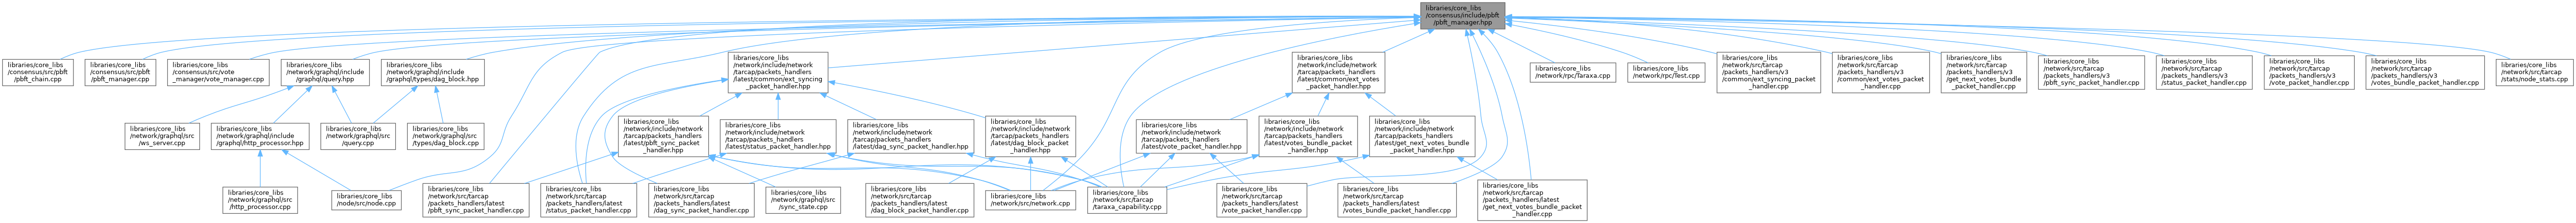 libraries/core_libs
/consensus/include/pbft
/pbft_manager.hpp
libraries/core_libs
/consensus/src/pbft
/pbft_chain.cpp
libraries/core_libs
/consensus/src/pbft
/pbft_manager.cpp
libraries/core_libs
/consensus/src/vote
_manager/vote_manager.cpp
libraries/core_libs
/network/graphql/include
/graphql/query.hpp
libraries/core_libs
/network/graphql/include
/graphql/types/dag_block.hpp
libraries/core_libs
/network/include/network
/tarcap/packets_handlers
/latest/common/ext_syncing
_packet_handler.hpp
libraries/core_libs
/network/include/network
/tarcap/packets_handlers
/latest/common/ext_votes
_packet_handler.hpp
libraries/core_libs
/network/rpc/Taraxa.cpp
libraries/core_libs
/network/rpc/Test.cpp
libraries/core_libs
/network/src/tarcap
/packets_handlers/v3
/common/ext_syncing_packet
_handler.cpp
libraries/core_libs
/network/src/tarcap
/packets_handlers/v3
/common/ext_votes_packet
_handler.cpp
libraries/core_libs
/network/src/tarcap
/packets_handlers/v3
/get_next_votes_bundle
_packet_handler.cpp
libraries/core_libs
/network/src/tarcap
/packets_handlers/v3
/pbft_sync_packet_handler.cpp
libraries/core_libs
/network/src/tarcap
/packets_handlers/v3
/status_packet_handler.cpp
libraries/core_libs
/network/src/tarcap
/packets_handlers/v3
/vote_packet_handler.cpp
libraries/core_libs
/network/src/tarcap
/packets_handlers/v3
/votes_bundle_packet_handler.cpp
libraries/core_libs
/network/src/tarcap
/stats/node_stats.cpp
libraries/core_libs
/network/graphql/src
/ws_server.cpp
libraries/core_libs
/network/graphql/include
/graphql/http_processor.hpp
libraries/core_libs
/network/graphql/src
/query.cpp
libraries/core_libs
/network/graphql/src
/types/dag_block.cpp
libraries/core_libs
/network/include/network
/tarcap/packets_handlers
/latest/pbft_sync_packet
_handler.hpp
libraries/core_libs
/network/include/network
/tarcap/packets_handlers
/latest/status_packet_handler.hpp
libraries/core_libs
/network/include/network
/tarcap/packets_handlers
/latest/dag_sync_packet_handler.hpp
libraries/core_libs
/network/include/network
/tarcap/packets_handlers
/latest/dag_block_packet
_handler.hpp
libraries/core_libs
/network/include/network
/tarcap/packets_handlers
/latest/vote_packet_handler.hpp
libraries/core_libs
/network/include/network
/tarcap/packets_handlers
/latest/votes_bundle_packet
_handler.hpp
libraries/core_libs
/network/include/network
/tarcap/packets_handlers
/latest/get_next_votes_bundle
_packet_handler.hpp
libraries/core_libs
/network/graphql/src
/http_processor.cpp
libraries/core_libs
/node/src/node.cpp
libraries/core_libs
/network/src/tarcap
/packets_handlers/latest
/pbft_sync_packet_handler.cpp
libraries/core_libs
/network/src/tarcap
/packets_handlers/latest
/status_packet_handler.cpp
libraries/core_libs
/network/src/tarcap
/packets_handlers/latest
/dag_sync_packet_handler.cpp
libraries/core_libs
/network/graphql/src
/sync_state.cpp
libraries/core_libs
/network/src/tarcap
/packets_handlers/latest
/dag_block_packet_handler.cpp
libraries/core_libs
/network/src/network.cpp
libraries/core_libs
/network/src/tarcap
/taraxa_capability.cpp
libraries/core_libs
/network/src/tarcap
/packets_handlers/latest
/vote_packet_handler.cpp
libraries/core_libs
/network/src/tarcap
/packets_handlers/latest
/votes_bundle_packet_handler.cpp
libraries/core_libs
/network/src/tarcap
/packets_handlers/latest
/get_next_votes_bundle_packet
_handler.cpp